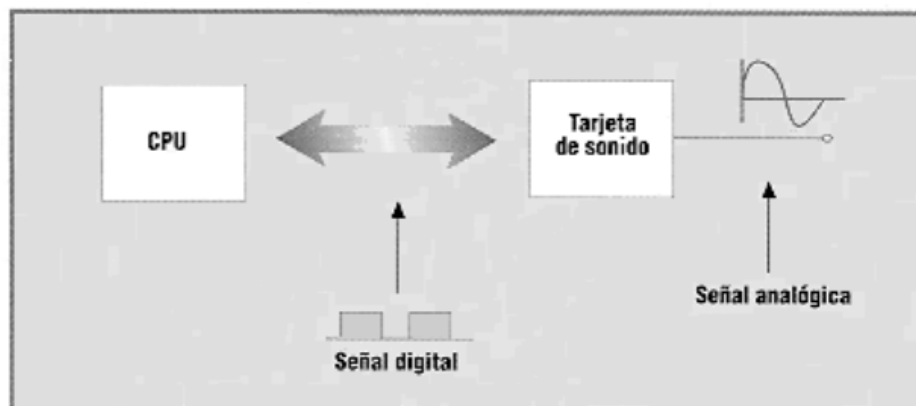 CPU
Tarjeta
de sonido
Señal analógica
Señal digital